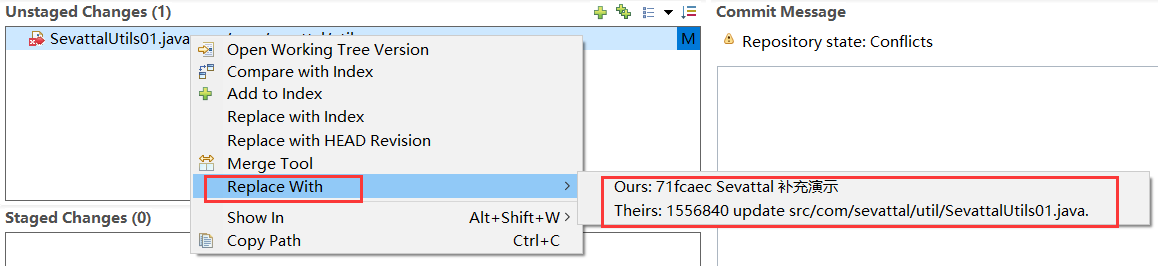 Unstaged Changes (1)
SevattalUtils01.java
M
Open Working Tree Version
Compare with Index
Add to Index
Replace with Index
Replace with HEAD Revision
Merge Tool
Replace With
Show In Alt+Shift+W
Copy Path Ctrl+C
Ours: 71fcaec Sevattal 补充演示
Theirs: 1556840 update src/com/sevattal/util/SevattalUtils01.java.
Staged Changes (0)
Commit Message
Repository state: Conflicts